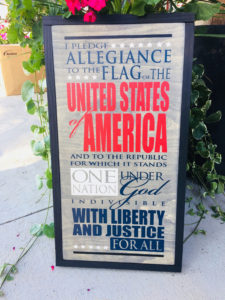 I PLEDGE
ALLEGIANCE
TO THE FLAG OF THE
UNITED STATES
of AMERICA
AND TO THE REPUBLIC
FOR WHICH IT STANDS
ONE NATION UNDER God
INDIVISIBLE
WITH LIBERTY
AND JUSTICE
FOR ALL